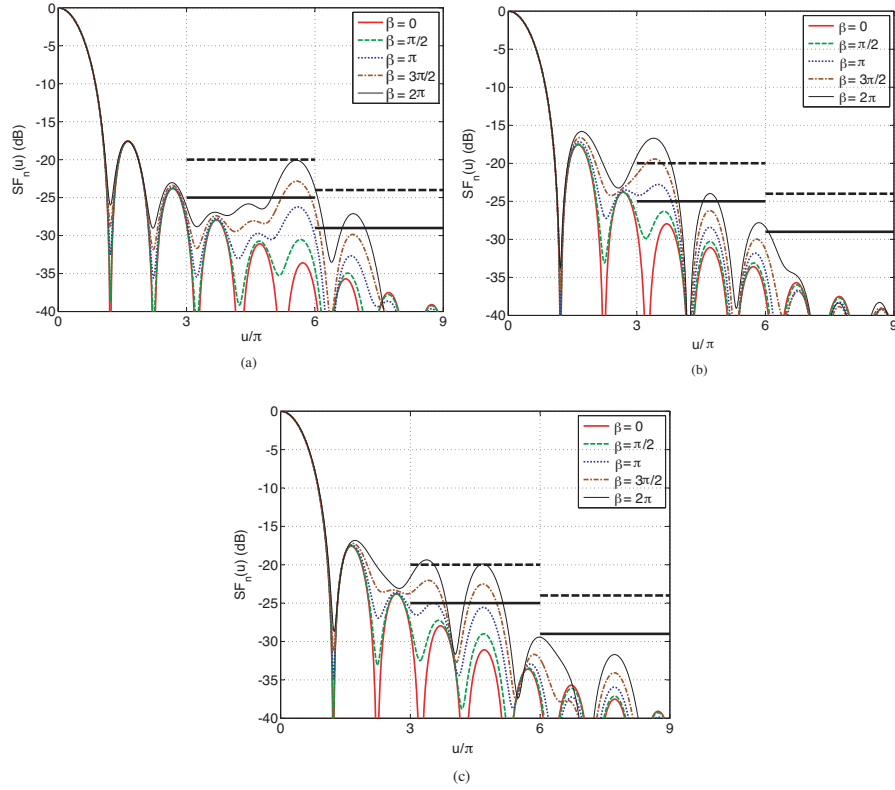 0
-5
-10
-15
-20
-25
-30
-35
-40
SFn(u) (dB)
0 3 6 9
u/π
β = 0
β = π/2
β = π
β = 3π/2
β = 2π
(a)
0
-5
-10
-15
-20
-25
-30
-35
-40
SFn(u) (dB)
0 3 6 9
u/π
β = 0
β = π/2
β = π
β = 3π/2
β = 2π
(b)
0
-5
-10
-15
-20
-25
-30
-35
-40
SFn(u) (dB)
0 3 6 9
u/π
β = 0
β = π/2
β = π
β = 3π/2
β = 2π
(c)